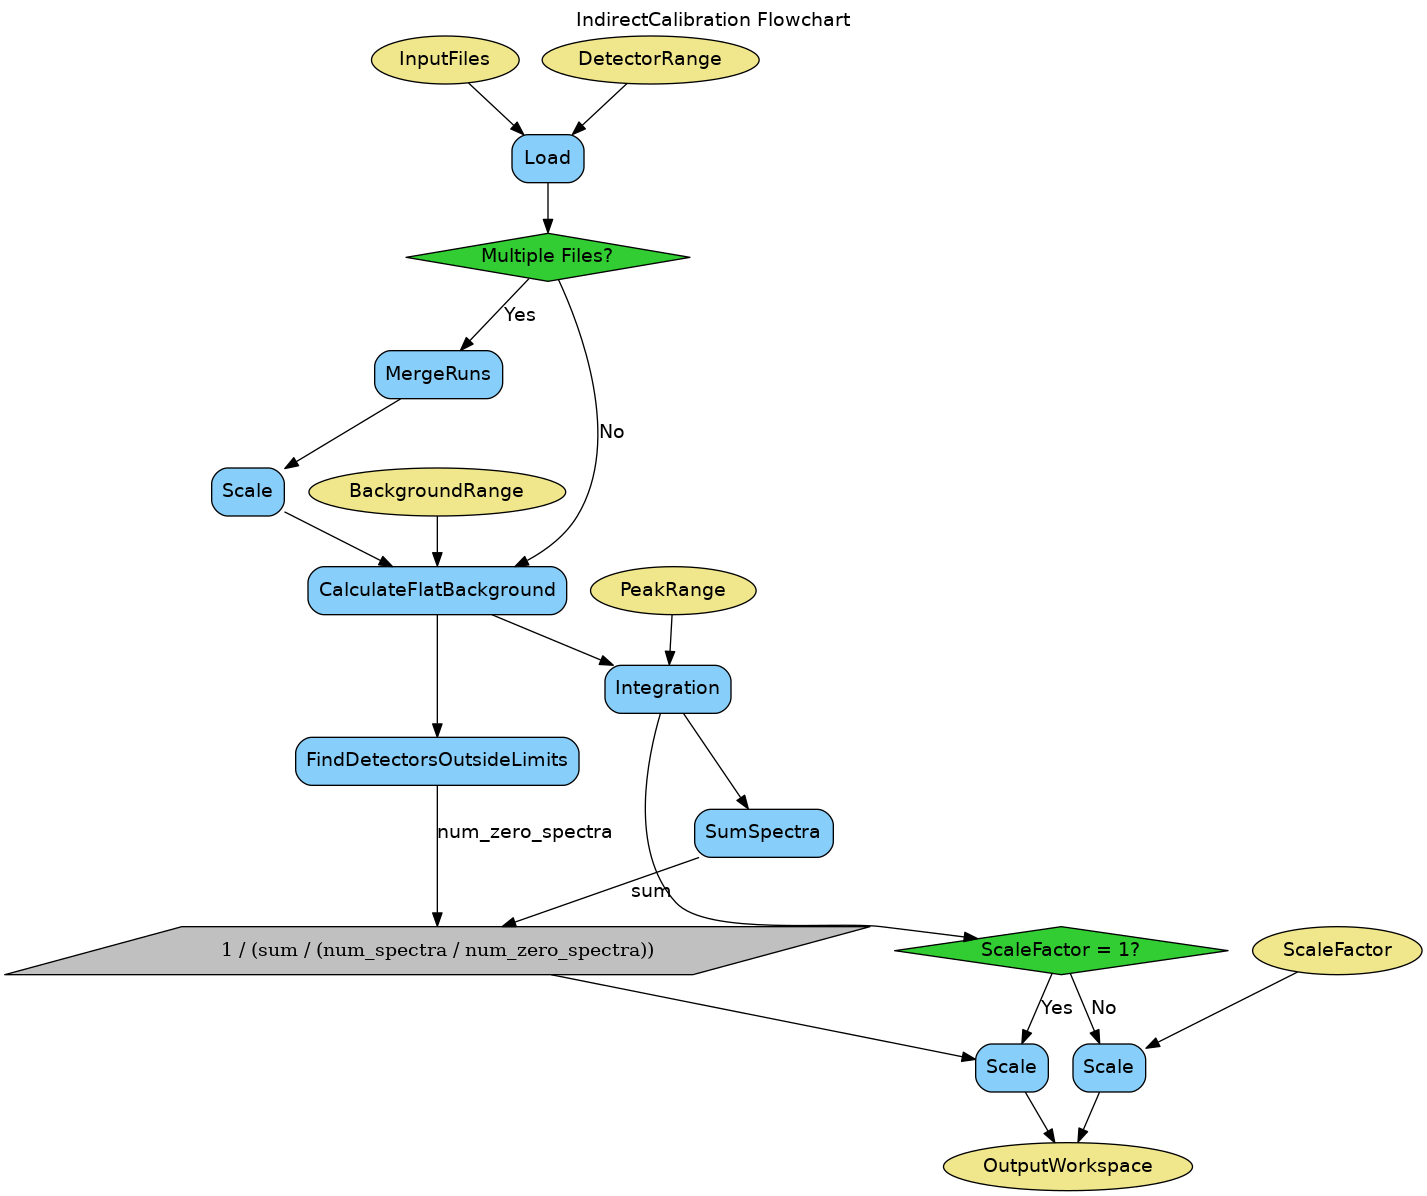 IndirectCalibration Flowchart
InputFiles
DetectorRange
Load
Multiple Files?
Yes
MergeRuns
No
Scale
BackgroundRange
CalculateFlatBackground
PeakRange
Integration
FindDetectorsOutsideLimits
num_zero_spectra
SumSpectra
sum
1 / (sum / (num_spectra / num_zero_spectra))
ScaleFactor = 1?
ScaleFactor
Yes
No
Scale
Scale
OutputWorkspace